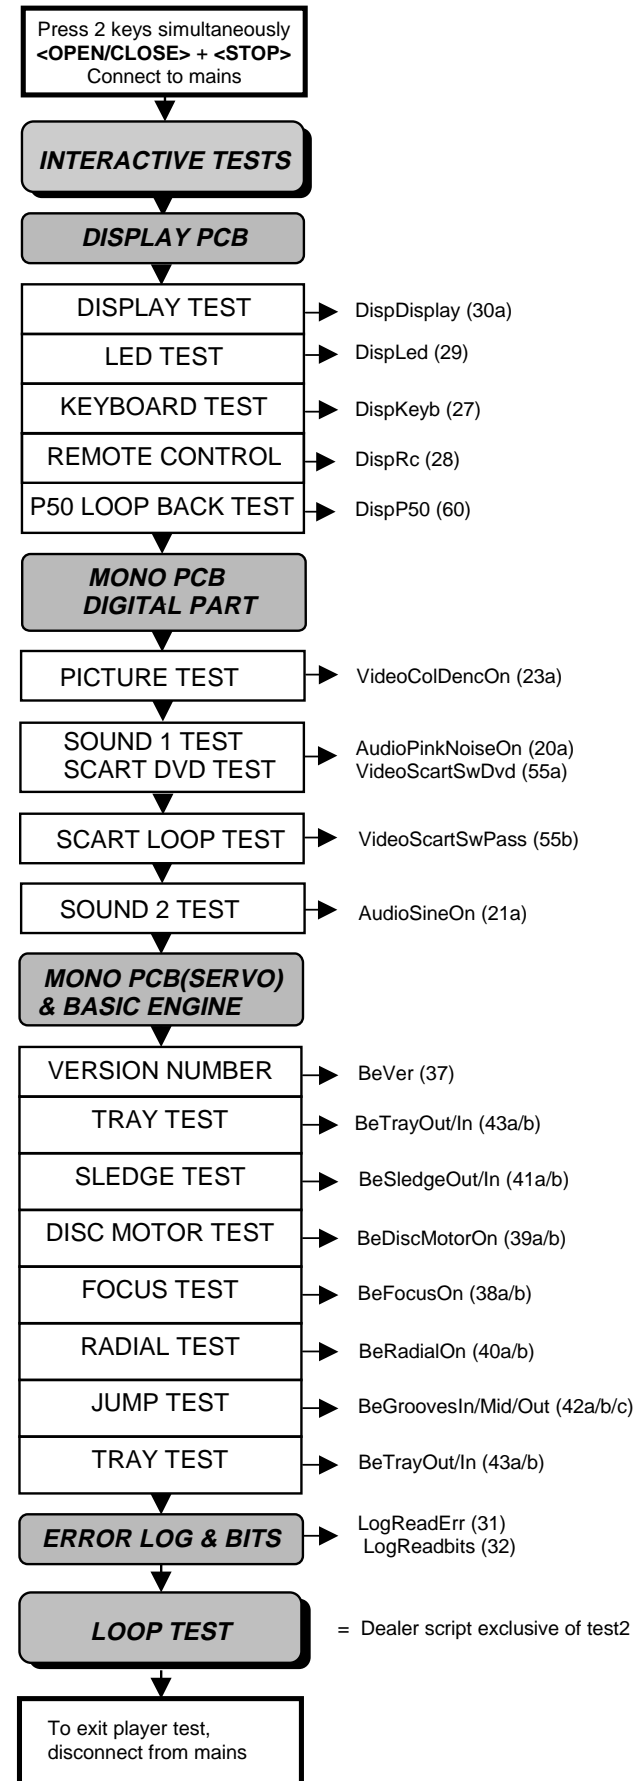 Press 2 keys simultaneously
<OPEN/CLOSE> + <STOP>
Connect to mains
INTERACTIVE TESTS
DISPLAY PCB
DISPLAY TEST
DispDisplay (30a)
LED TEST
DispLed (29)
KEYBOARD TEST
DispKeyb (27)
REMOTE CONTROL
DispRc (28)
P50 LOOP BACK TEST
DispP50 (60)
MONO PCB
DIGITAL PART
PICTURE TEST
VideoColDencOn (23a)
SOUND 1 TEST
SCART DVD TEST
AudioPinkNoiseOn (20a)
VideoScartSwDvd (55a)
SCART LOOP TEST
VideoScartSwPass (55b)
SOUND 2 TEST
AudioSineOn (21a)
MONO PCB(SERVO)
& BASIC ENGINE
VERSION NUMBER
BeVer (37)
TRAY TEST
BeTrayOut/In (43a/b)
SLEDGE TEST
BeSledgeOut/In (41a/b)
DISC MOTOR TEST
BeDiscMotorOn (39a/b)
FOCUS TEST
BeFocusOn (38a/b)
RADIAL TEST
BeRadialOn (40a/b)
JUMP TEST
BeGroovesIn/Mid/Out (42a/b/c)
TRAY TEST
BeTrayOut/In (43a/b)
ERROR LOG & BITS
LogReadErr (31)
LogReadbits (32)
LOOP TEST
= Dealer script exclusive of test2
To exit player test,
disconnect from mains